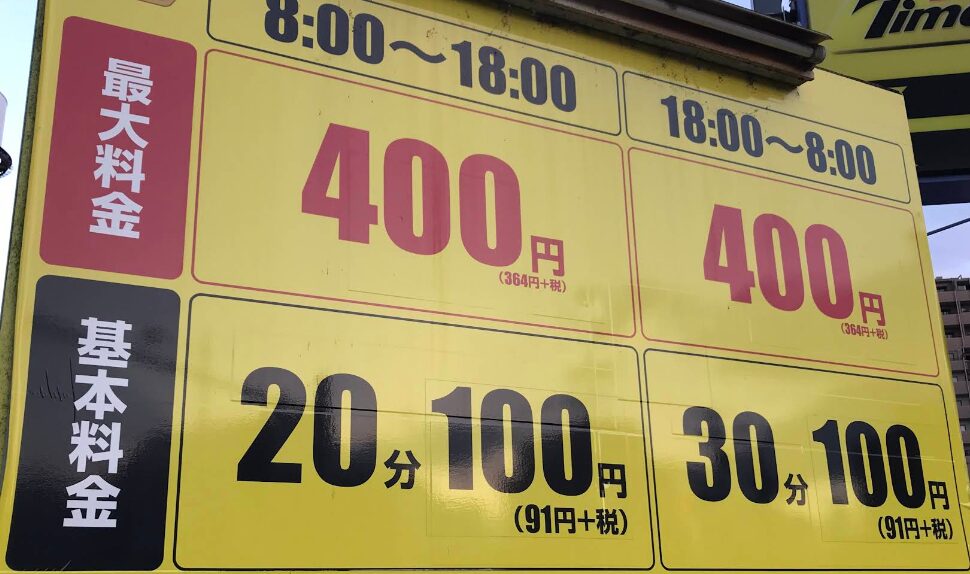 8:00〜18:00
18:00〜8:00
最大料金
400円
(364円+税)
400円
(364円+税)
基本料金
20分 100円
(91円+税)
30分 100円
(91円+税)